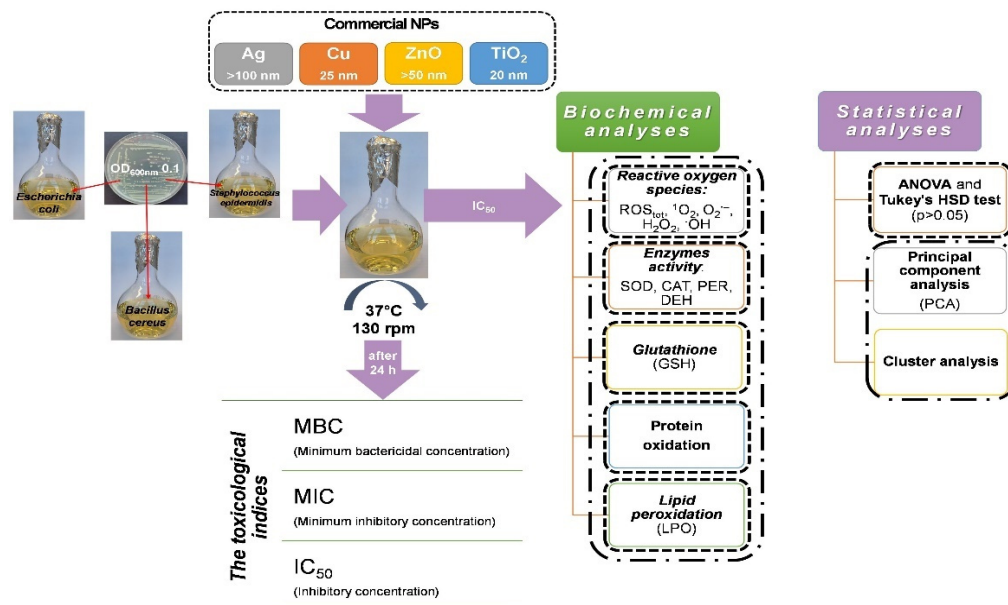 Commercial NPs
Ag
>100 nm
Cu
25 nm
ZnO
>50 nm
TiO₂
20 nm
OD₆₀₀nm 0.1
Escherichia
coli
Stephylococcus
epidermidis
Bacillus
cereus
IC₅₀
37°C
130 rpm
after
24 h
The toxicological
indices
MBC
(Minimum bactericidal concentration)
MIC
(Minimum inhibitory concentration)
IC₅₀
(Inhibitory concentration)
Biochemical
analyses
Reactive oxygen
species:
ROStot, ¹O₂, O₂·−,
H₂O₂, ·OH
Enzymes
activity:
SOD, CAT, PER,
DEH
Glutathione
(GSH)
Protein
oxidation
Lipid
peroxidation
(LPO)
Statistical
analyses
ANOVA and
Tukey's HSD test
(p>0.05)
Principal
component
analysis
(PCA)
Cluster analysis